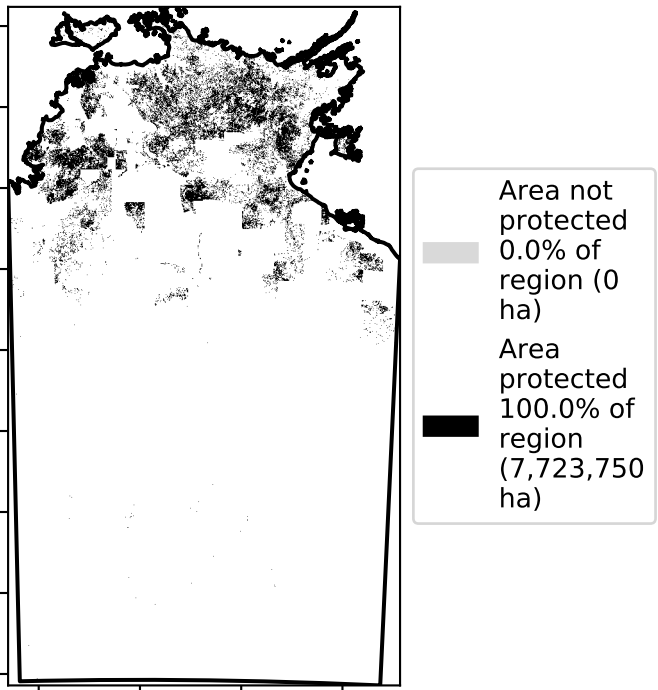 Area not
protected
0.0% of
region (0
ha)
Area
protected
100.0% of
region
(7,723,750
ha)